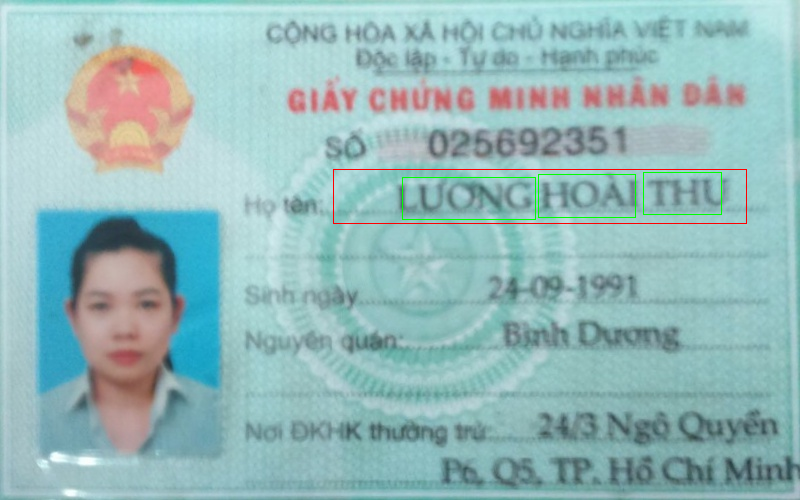 CỘNG HÒA XÃ HỘI CHỦ NGHĨA VIỆT NAM
Độc lập - Tự do - Hạnh phúc
GIẤY CHỨNG MINH NHÂN DÂN
SỐ 025692351
Họ tên: LƯƠNG HOÀI THU
Sinh ngày 24-09-1991
Nguyên quán: Bình Dương
Nơi ĐKHK thường trú: 24/3 Ngô Quyền
P6, Q5, TP. Hồ Chí Minh